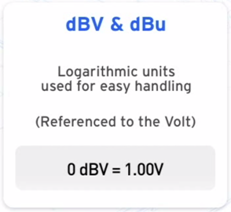 dBV & dBu
Logarithmic units
used for easy handling
(Referenced to the Volt)
0 dBV = 1.00V